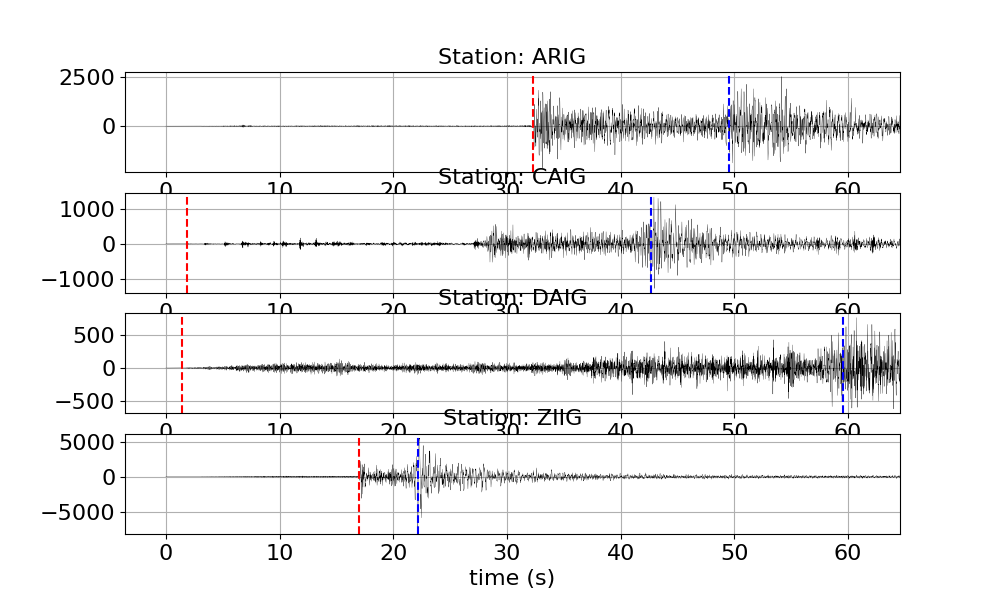 Station: ARIG
2500
0
0 10 20 30 40 50 60
Station: CAIG
1000
0
−1000
0 10 20 30 40 50 60
Station: DAIG
500
0
−500
0 10 20 30 40 50 60
Station: ZIIG
5000
0
−5000
0 10 20 30 40 50 60
time (s)